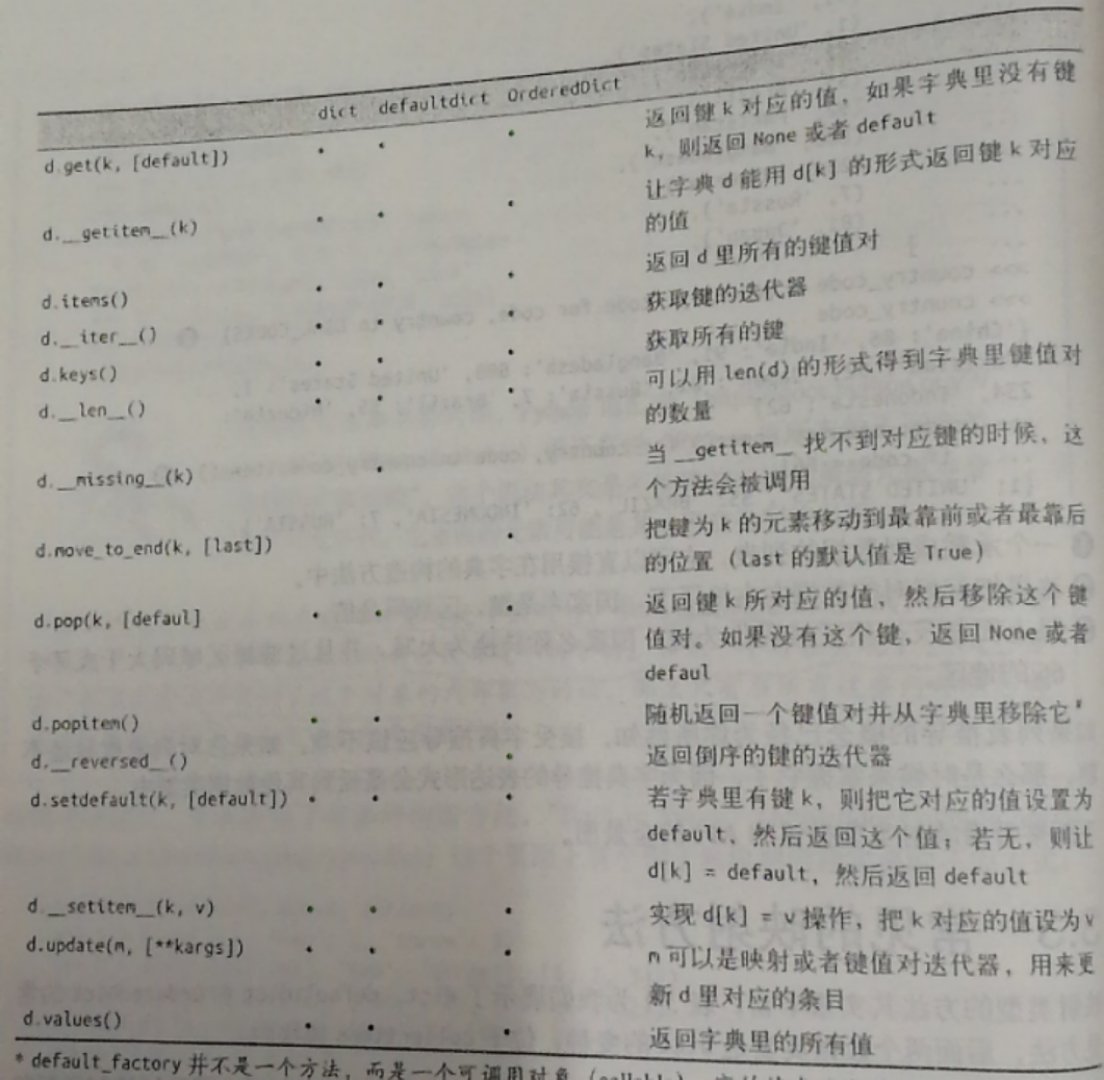 dict defaultdict OrderedDict
d.get(k, [default]) • • • 返回键 k 对应的值，如果字典里没有键
k，则返回 None 或者 default
d.__getitem__(k) • • • 让字典 d 能用 d[k] 的形式返回键 k 对应
的值
d.items() • • • 返回 d 里所有的键值对
d.__iter__() • • • 获取键的迭代器
d.keys() • • • 获取所有的键
d.__len__() • • • 可以用 len(d) 的形式得到字典里键值对
的数量
d.__missing__(k) • 当 __getitem__ 找不到对应键的时候，这
个方法会被调用
d.move_to_end(k, [last]) • 把键为 k 的元素移动到最靠前或者最靠后
的位置（last 的默认值是 True）
d.pop(k, [defaul] • • • 返回键 k 所对应的值，然后移除这个键
值对。如果没有这个键，返回 None 或者
defaul
d.popitem() • • • 随机返回一个键值对并从字典里移除它
d.__reversed__() • 返回倒序的键的迭代器
d.setdefault(k, [default]) • • • 若字典里有键 k，则把它对应的值设置为
default，然后返回这个值；若无，则让
d[k] = default，然后返回 default
d.__setitem__(k, v) • • • 实现 d[k] = v 操作，把 k 对应的值设为 v
d.update(m, [**kargs]) • • • m 可以是映射或者键值对迭代器，用来更
新 d 里对应的条目
d.values() • • • 返回字典里的所有值
* default_factory 并不是一个方法，而是一个可调用对象（callable），